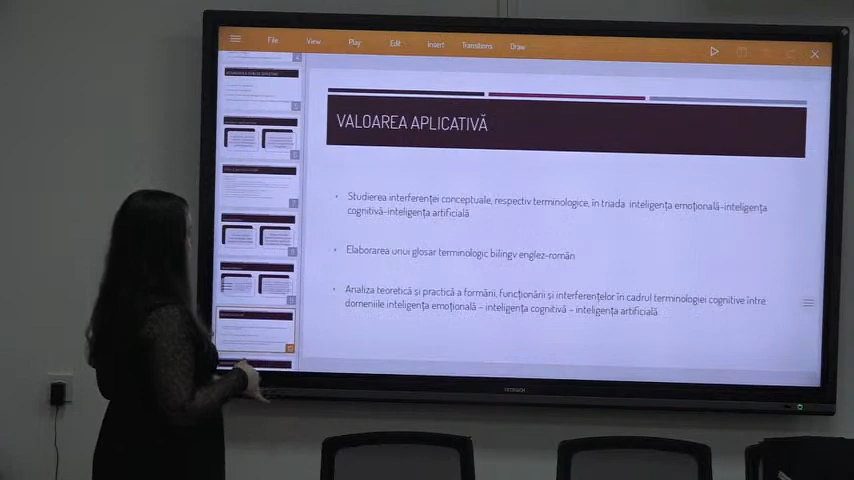 File View Play Edit Insert Transitions Draw
VALOAREA APLICATIVĂ
Studierea interferenței conceptuale, respectiv terminologice, în triada inteligența emoțională-inteligența
cognitivă-inteligența artificială
Elaborarea unui glosar terminologic bilingv englez-român
Analiza teoretică și practică a formării, funcționării și interferențelor în cadrul terminologiei cognitive între
domeniile inteligența emoțională – inteligența cognitivă – inteligența artificială